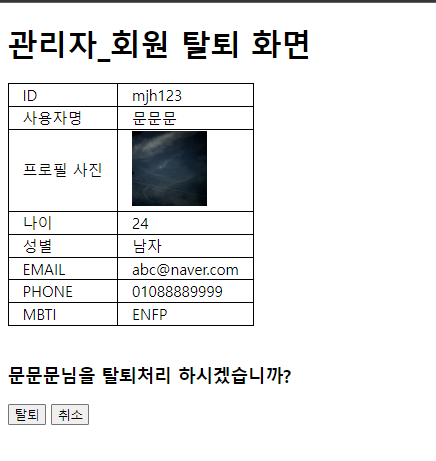 관리자_회원 탈퇴 화면
ID mjh123
사용자명 문문문
프로필 사진
나이 24
성별 남자
EMAIL abc@naver.com
PHONE 01088889999
MBTI ENFP
문문문님을 탈퇴처리 하시겠습니까?
탈퇴 취소